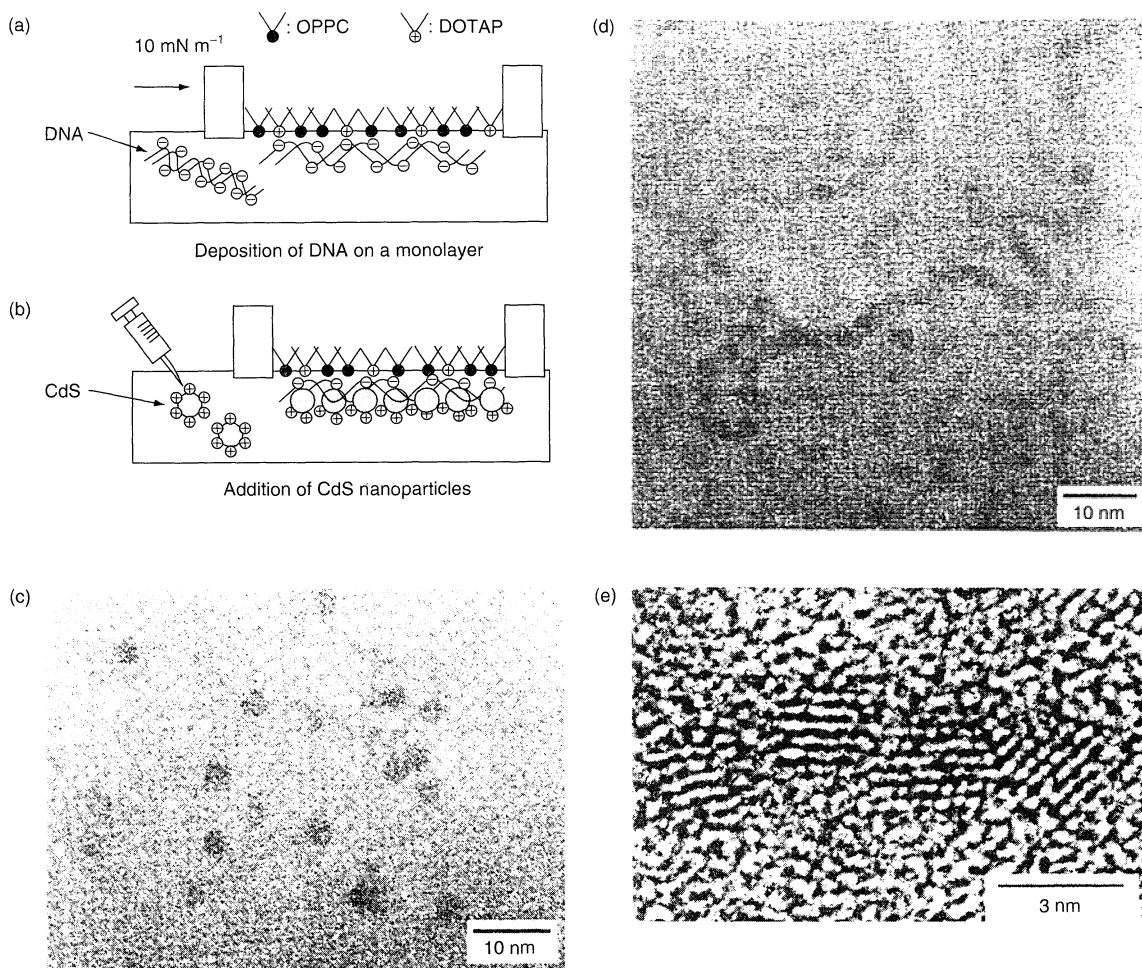 (a)
10 mN m⁻¹
: OPPC
: DOTAP
DNA
Deposition of DNA on a monolayer
(b)
CdS
Addition of CdS nanoparticles
(c)
10 nm
(d)
10 nm
(e)
3 nm